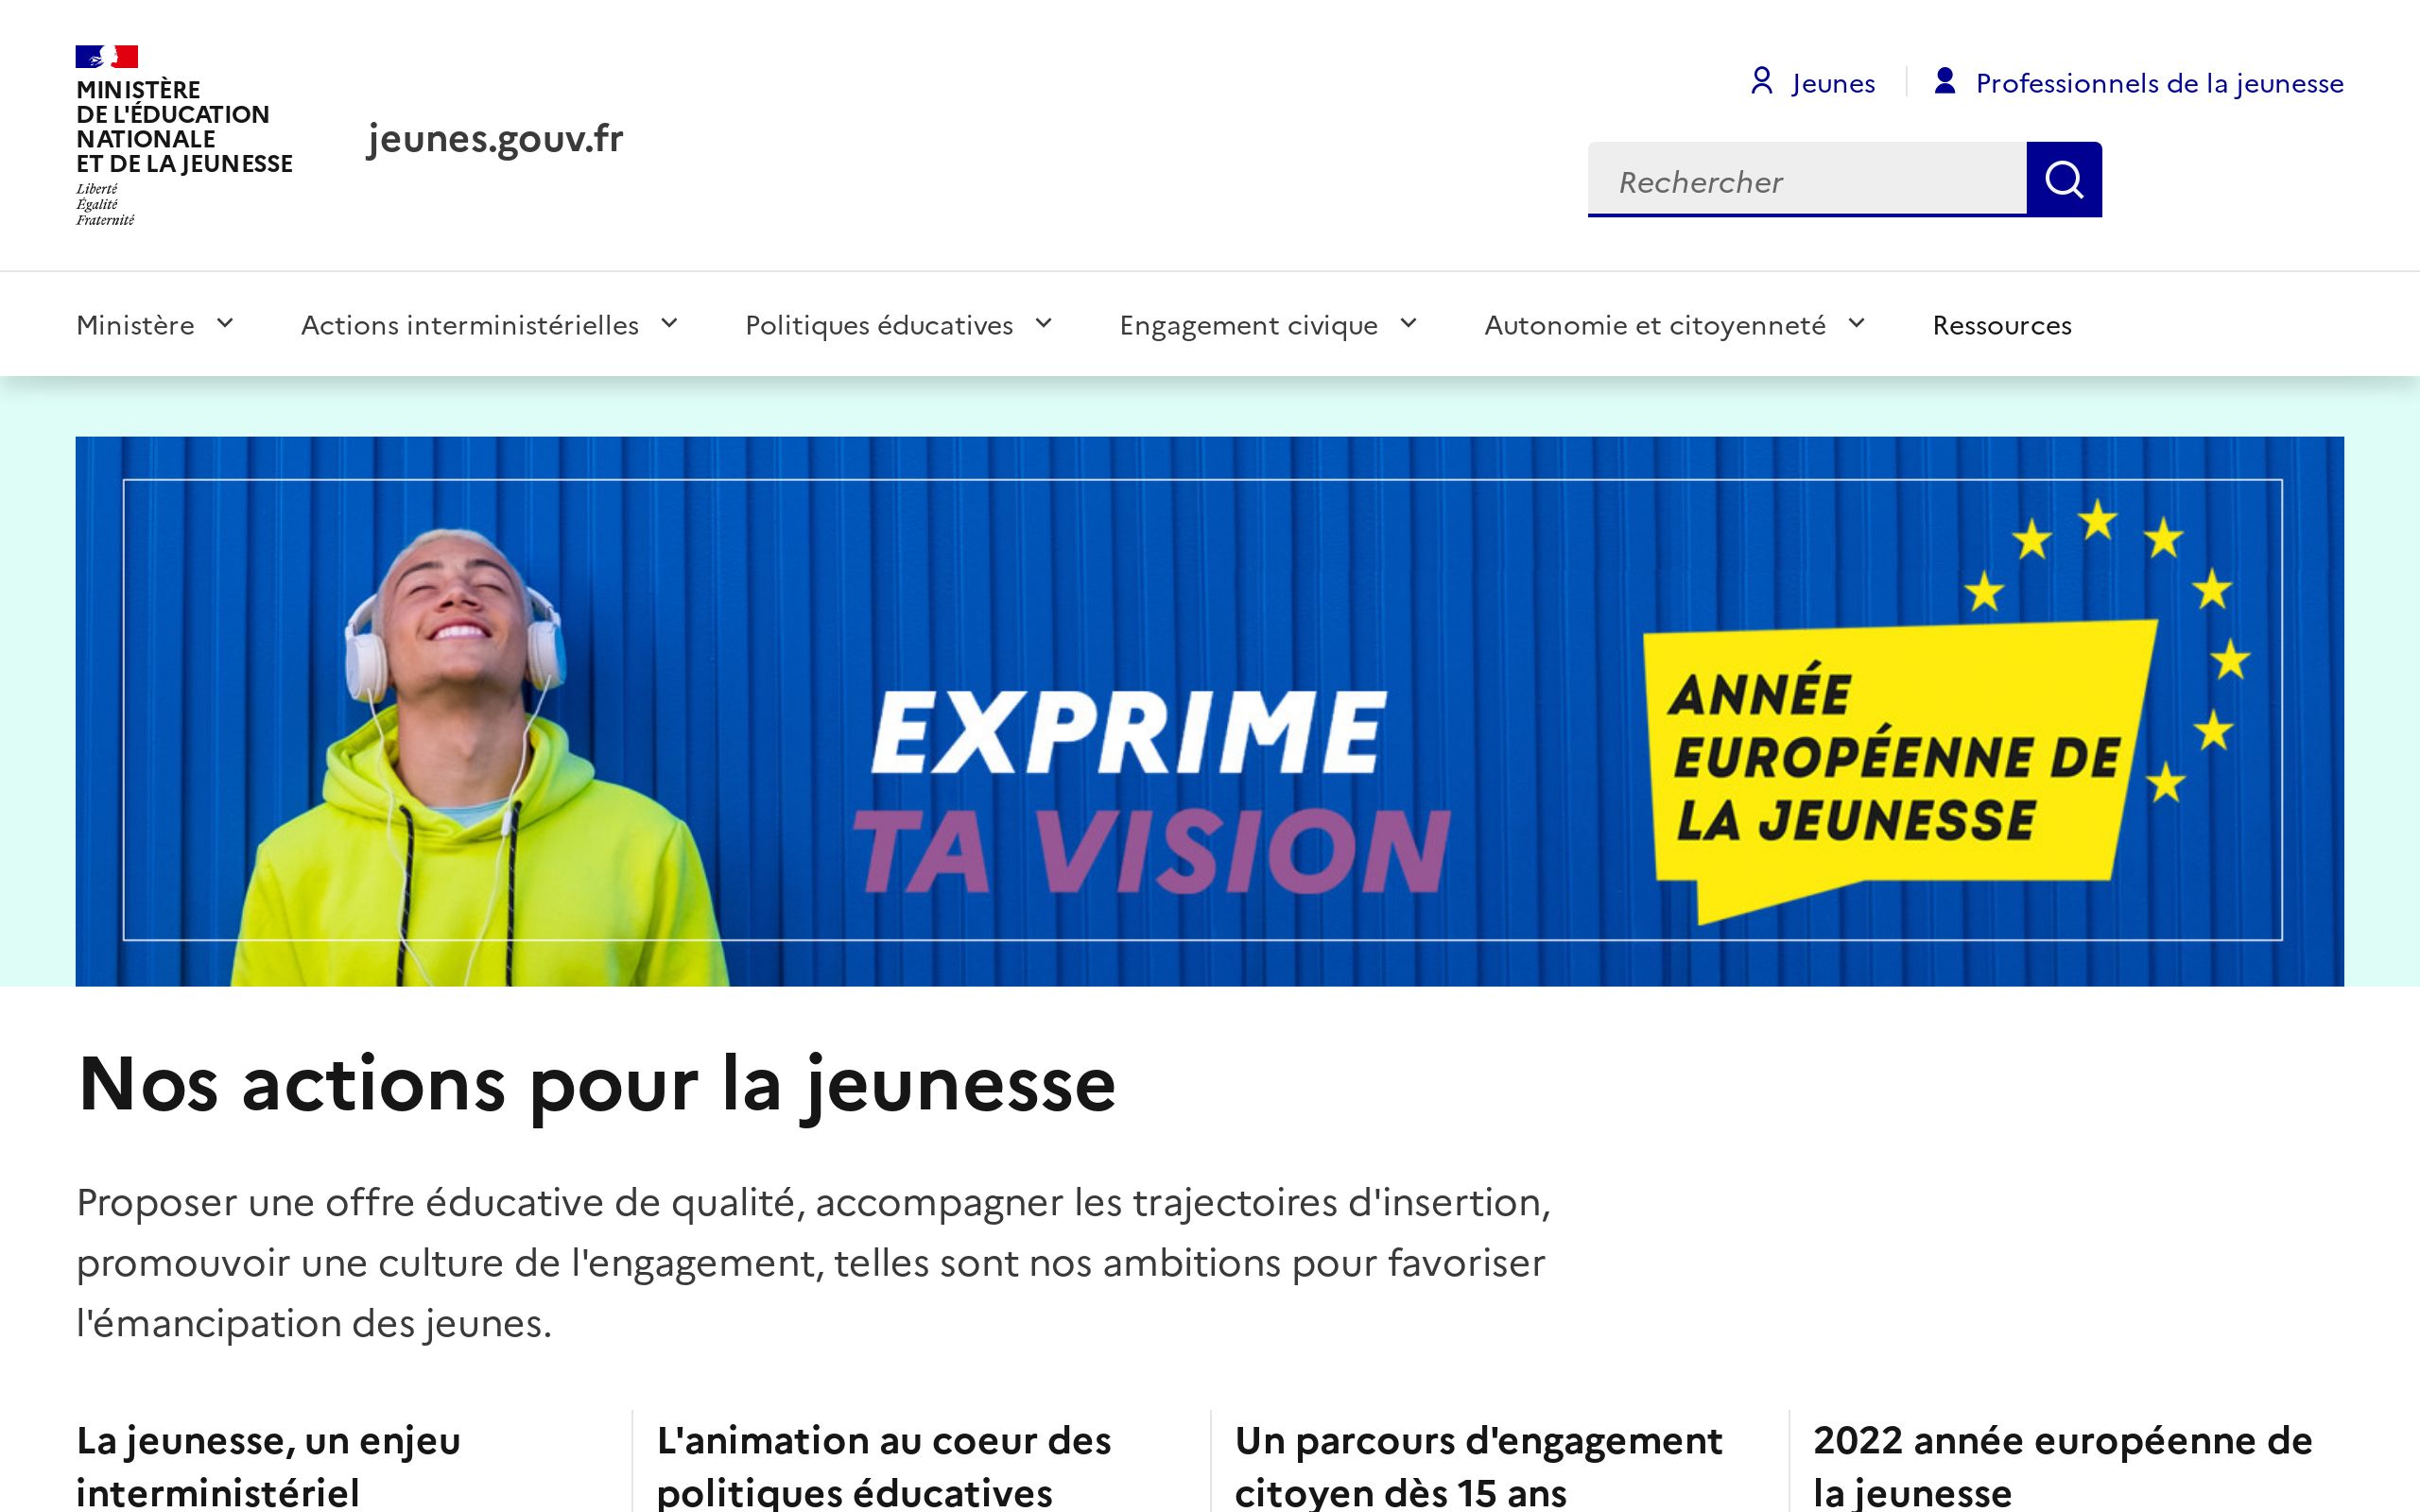 MINISTÈRE
DE L'ÉDUCATION
NATIONALE
ET DE LA JEUNESSE
Liberté
Égalité
Fraternité
jeunes.gouv.fr
Jeunes
Professionnels de la jeunesse
Rechercher
Ministère
Actions interministérielles
Politiques éducatives
Engagement civique
Autonomie et citoyenneté
Ressources
EXPRIME
TA VISION
ANNÉE
EUROPÉENNE DE
LA JEUNESSE
Nos actions pour la jeunesse
Proposer une offre éducative de qualité, accompagner les trajectoires d'insertion,
promouvoir une culture de l'engagement, telles sont nos ambitions pour favoriser
l'émancipation des jeunes.
La jeunesse, un enjeu
interministériel
L'animation au coeur des
politiques éducatives
Un parcours d'engagement
citoyen dès 15 ans
2022 année européenne de
la jeunesse